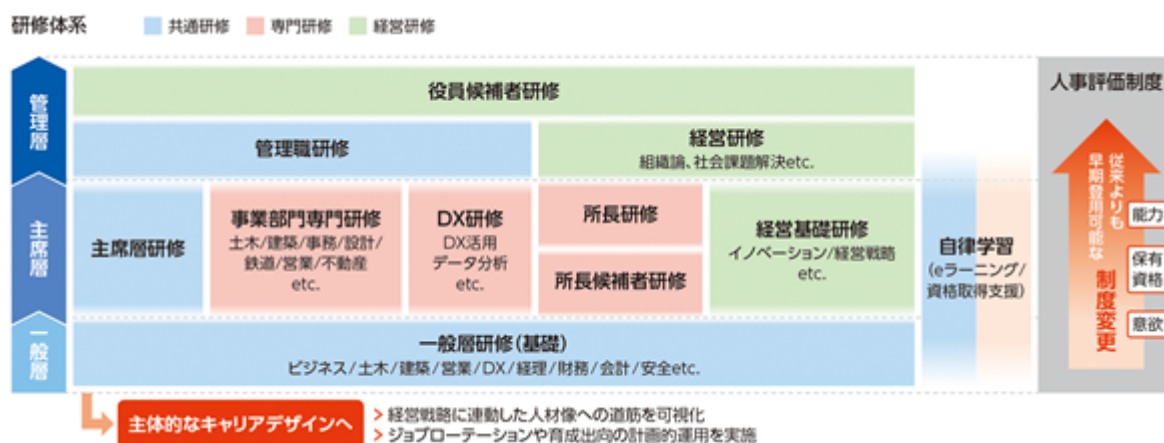 研修体系
共通研修
専門研修
経営研修
管理層
役員候補者研修
管理職研修
経営研修
組織論、社会課題解決etc.
主席層
主席層研修
事業部門専門研修
土木/建築/事務/設計/
鉄道/営業/不動産
etc.
DX研修
DX活用
データ分析
etc.
所長研修
所長候補者研修
経営基礎研修
イノベーション/経営戦略
etc.
一般層
一般層研修(基礎)
ビジネス/土木/建築/営業/DX/経理/財務/会計/安全etc.
自律学習
(eラーニング/
資格取得支援)
人事評価制度
従来よりも
早期登用可能な
制度変更
能力
保有
資格
意欲
主体的なキャリアデザインへ
> 経営戦略に連動した人材像への道筋を可視化
> ジョブローテーションや育成出向の計画的運用を実施